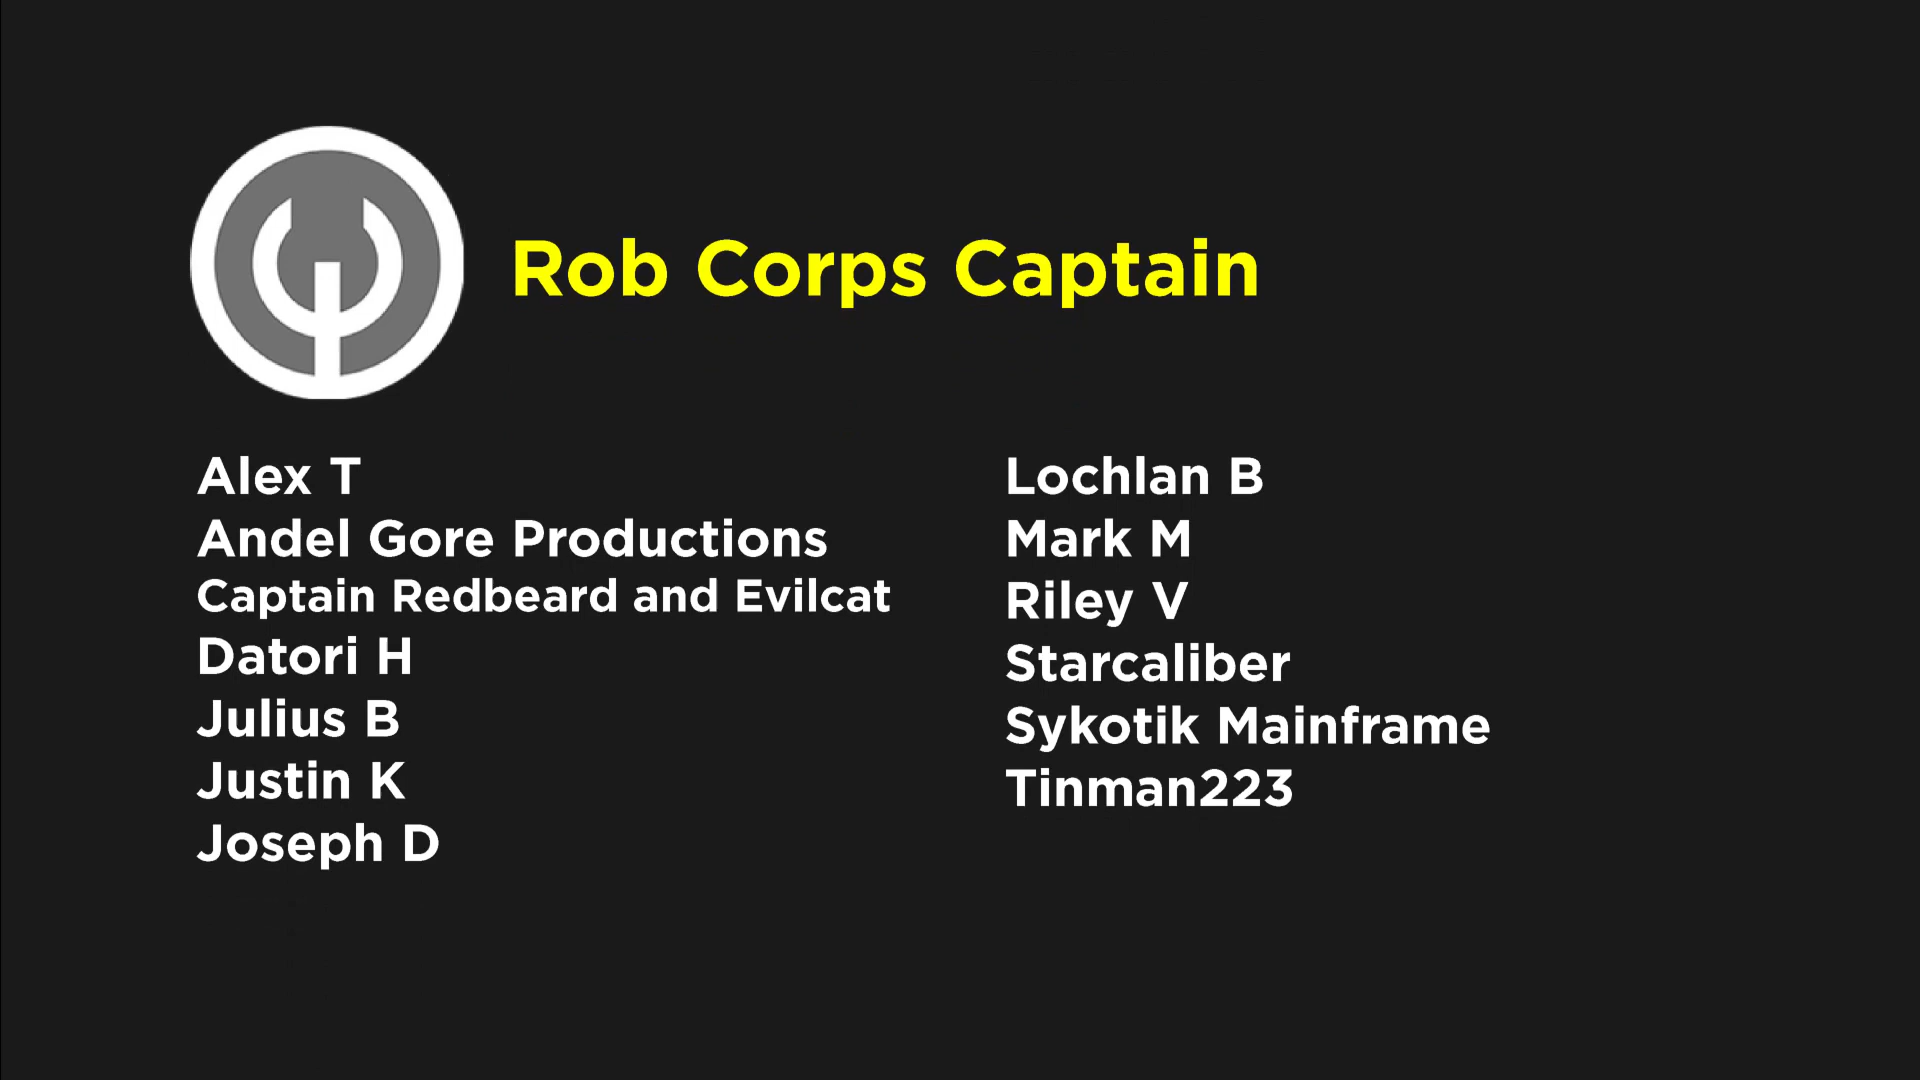 Rob Corps Captain
Alex T
Andel Gore Productions
Captain Redbeard and Evilcat
Datori H
Julius B
Justin K
Joseph D
Lochlan B
Mark M
Riley V
Starcaliber
Sykotik Mainframe
Tinman223